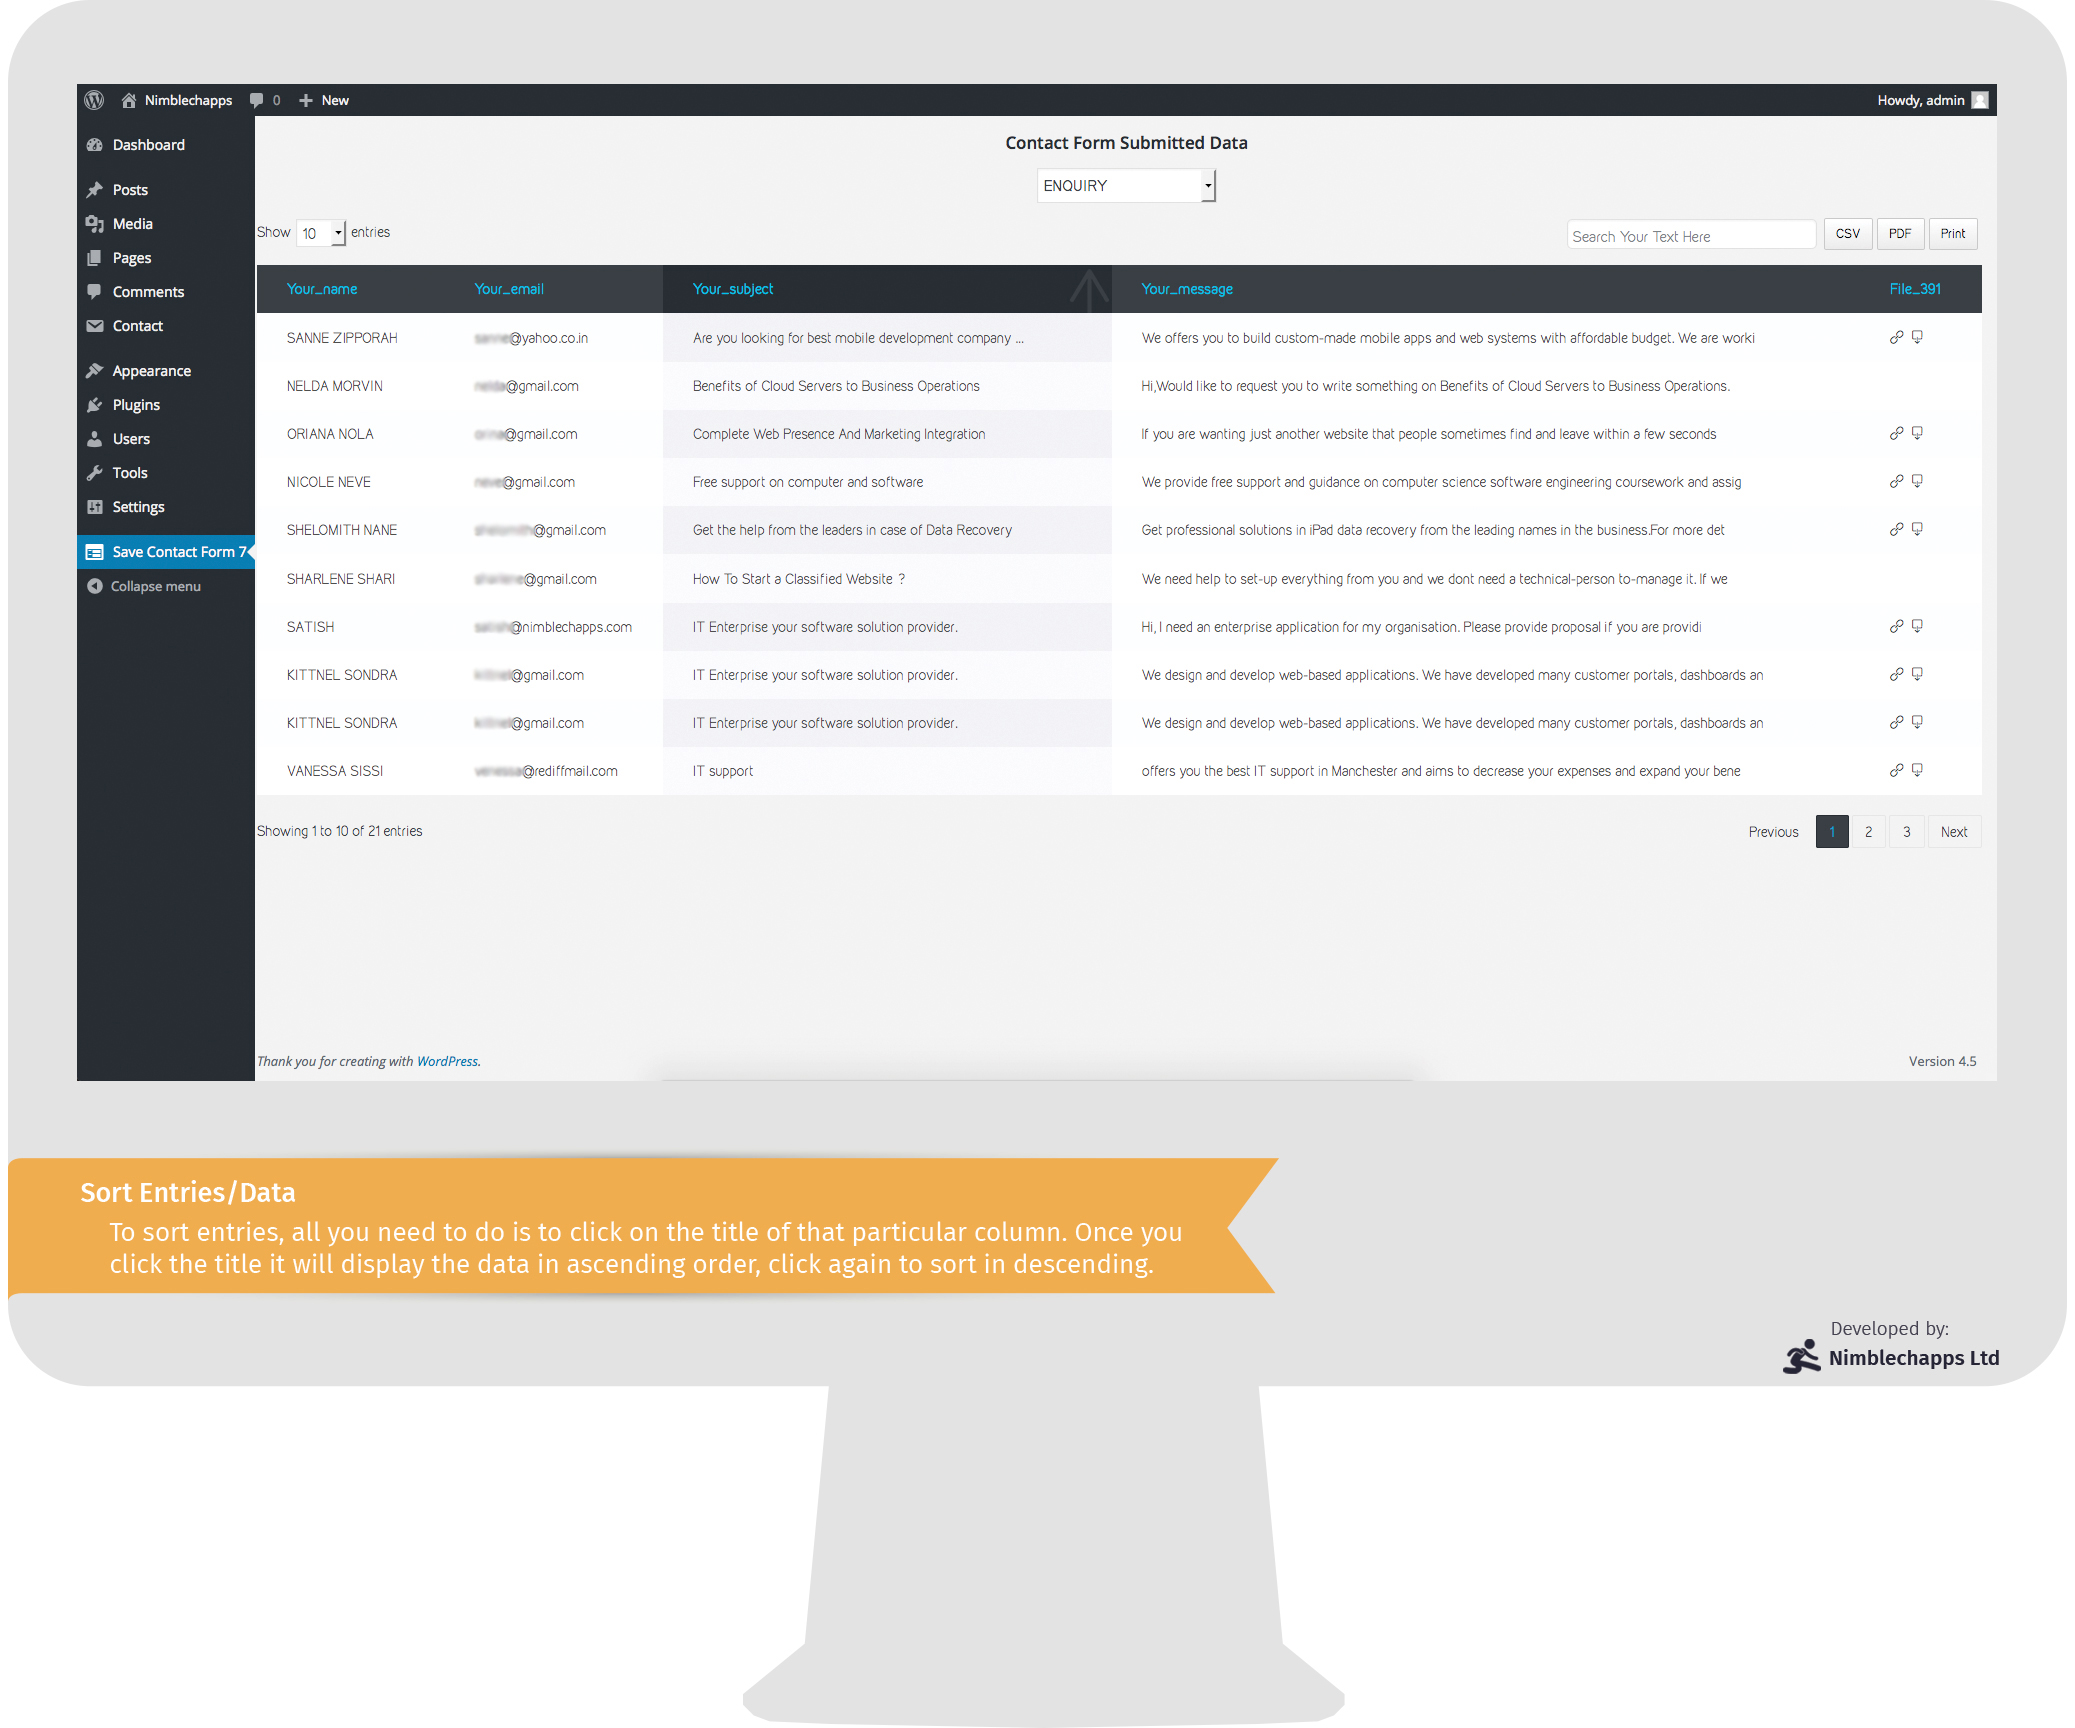 Nimblechapps 0 New Howdy, admin
Dashboard
Posts
Media
Pages
Comments
Contact
Appearance
Plugins
Users
Tools
Settings
Save Contact Form 7
Collapse menu
Contact Form Submitted Data
ENQUIRY
Show 10 entries Search Your Text Here CSV PDF Print
Your_name Your_email Your_subject Your_message File_391
SANNE ZIPPORAH @yahoo.co.in Are you looking for best mobile development company ... We offers you to build custom-made mobile apps and web systems with affordable budget. We are worki
NELDA MORVIN @gmail.com Benefits of Cloud Servers to Business Operations Hi,Would like to request you to write something on Benefits of Cloud Servers to Business Operations.
ORIANA NOLA @gmail.com Complete Web Presence And Marketing Integration If you are wanting just another website that people sometimes find and leave within a few seconds
NICOLE NEVE @gmail.com Free support on computer and software We provide free support and guidance on computer science software engineering coursework and assig
SHELOMITH NANE @gmail.com Get the help from the leaders in case of Data Recovery Get professional solutions in iPad data recovery from the leading names in the business.For more det
SHARLENE SHARI @gmail.com How To Start a Classified Website ? We need help to set-up everything from you and we dont need a technical-person to-manage it. If we
SATISH @nimblechapps.com IT Enterprise your software solution provider. Hi, I need an enterprise application for my organisation. Please provide proposal if you are providi
KITTNEL SONDRA @gmail.com IT Enterprise your software solution provider. We design and develop web-based applications. We have developed many customer portals, dashboards an
KITTNEL SONDRA @gmail.com IT Enterprise your software solution provider. We design and develop web-based applications. We have developed many customer portals, dashboards an
VANESSA SISSI @rediffmail.com IT support offers you the best IT support in Manchester and aims to decrease your expenses and expand your bene
Showing 1 to 10 of 21 entries Previous 1 2 3 Next
Thank you for creating with WordPress. Version 4.5
Sort Entries/Data
To sort entries, all you need to do is to click on the title of that particular column. Once you
click the title it will display the data in ascending order, click again to sort in descending.
Developed by:
Nimblechapps Ltd